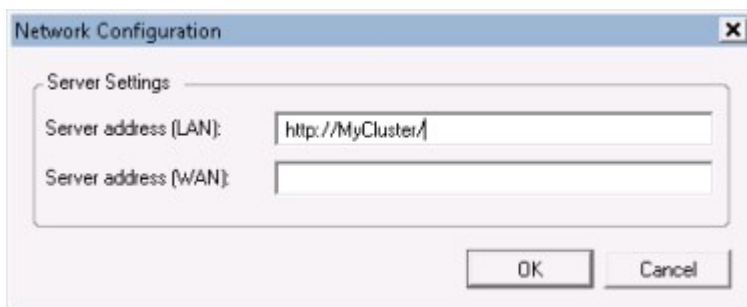 Network Configuration
Server Settings
Server address (LAN): http://MyCluster/
Server address (WAN):
OK Cancel